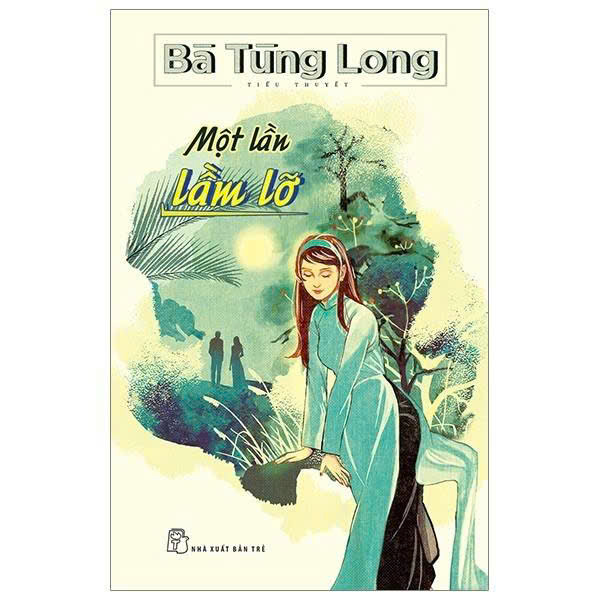 Bà Tùng Long
TIỂU THUYẾT
Một lần
lầm lỡ
NHÀ XUẤT BẢN TRẺ